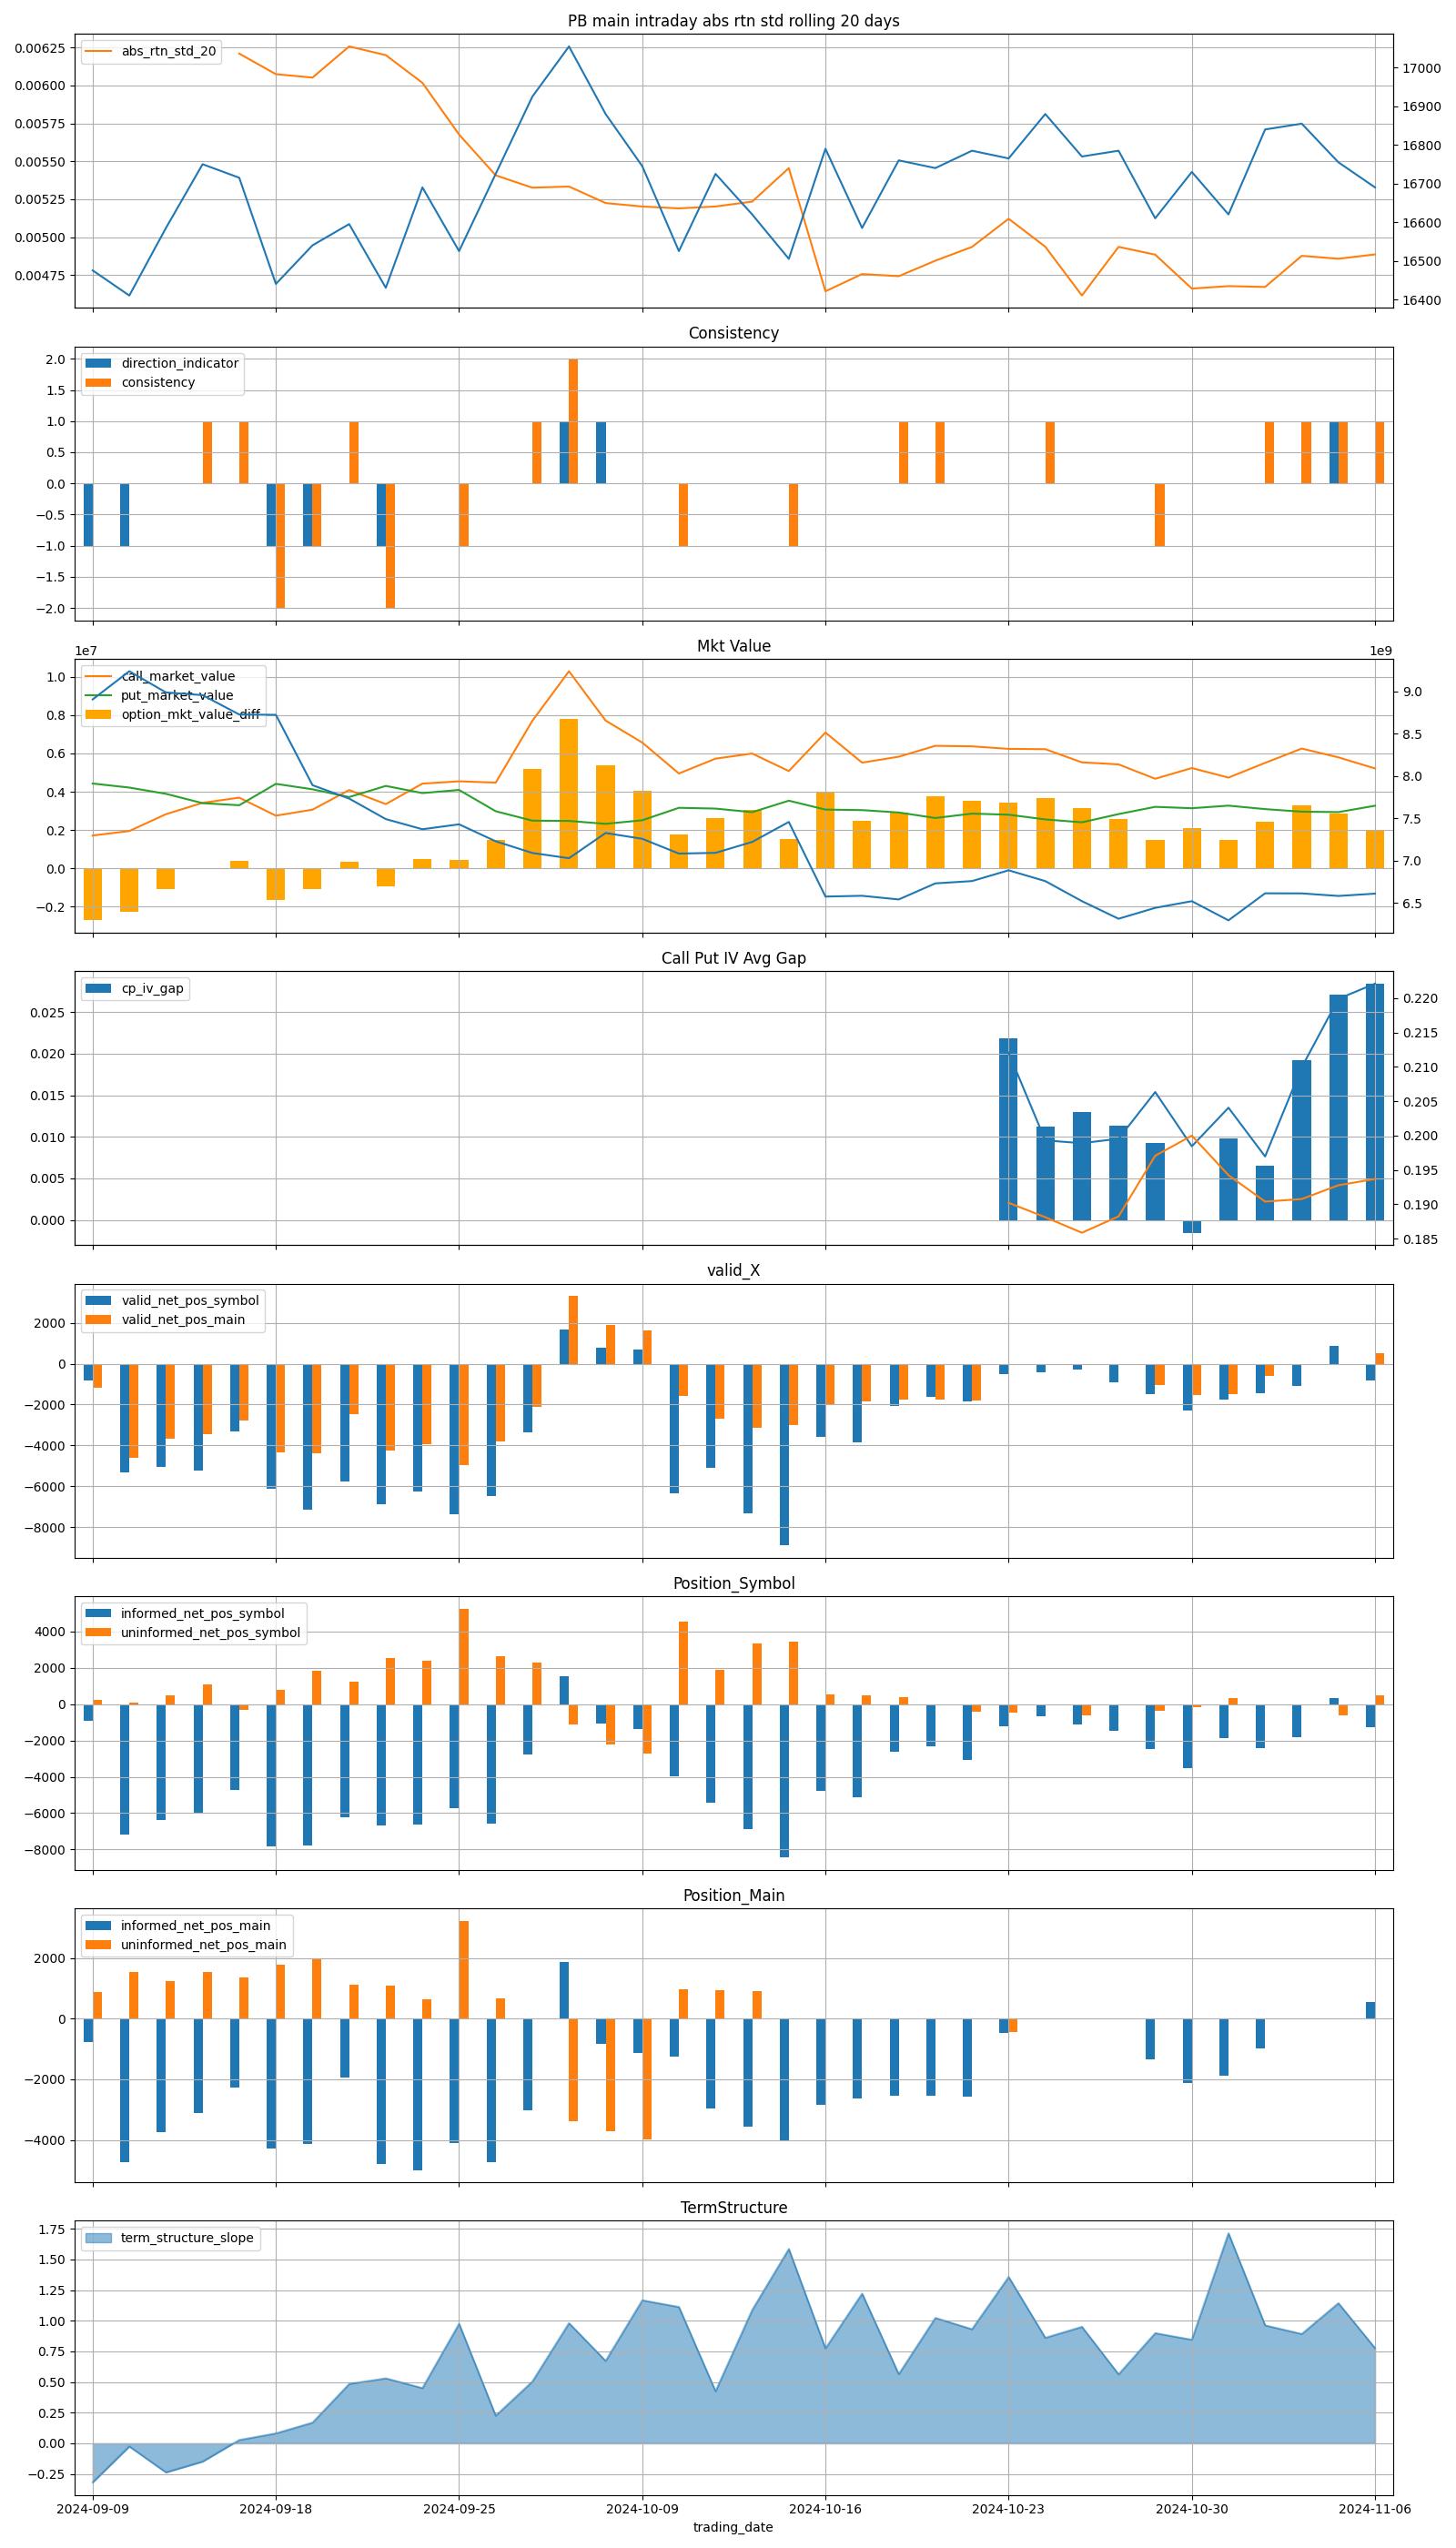 PB main intraday abs rtn std rolling 20 days
abs_rtn_std_20
0.00625
0.00600
0.00575
0.00550
0.00525
0.00500
0.00475
17000
16900
16800
16700
16600
16500
16400
Consistency
direction_indicator
consistency
2.0
1.5
1.0
0.5
0.0
−0.5
−1.0
−1.5
−2.0
Mkt Value
1e7
1e9
call_market_value
put_market_value
option_mkt_value_diff
1.0
0.8
0.6
0.4
0.2
0.0
−0.2
9.0
8.5
8.0
7.5
7.0
6.5
Call Put IV Avg Gap
cp_iv_gap
0.025
0.020
0.015
0.010
0.005
0.000
0.220
0.215
0.210
0.205
0.200
0.195
0.190
0.185
valid_X
valid_net_pos_symbol
valid_net_pos_main
2000
0
−2000
−4000
−6000
−8000
Position_Symbol
informed_net_pos_symbol
uninformed_net_pos_symbol
4000
2000
0
−2000
−4000
−6000
−8000
Position_Main
informed_net_pos_main
uninformed_net_pos_main
2000
0
−2000
−4000
TermStructure
term_structure_slope
1.75
1.50
1.25
1.00
0.75
0.50
0.25
0.00
−0.25
2024-09-09 2024-09-18 2024-09-25 2024-10-09 2024-10-16 2024-10-23 2024-10-30 2024-11-06
trading_date